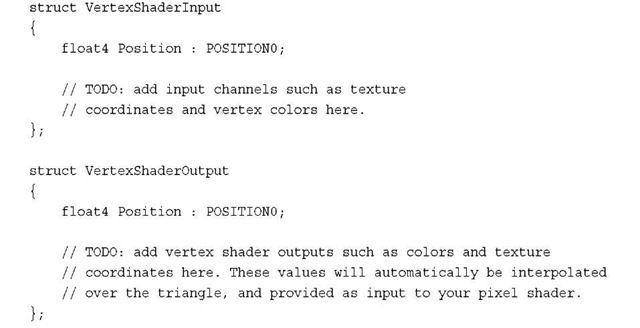 struct VertexShaderInput
{
    float4 Position : POSITION0;

    // TODO: add input channels such as texture
    // coordinates and vertex colors here.
};

struct VertexShaderOutput
{
    float4 Position : POSITION0;

    // TODO: add vertex shader outputs such as colors and texture
    // coordinates here. These values will automatically be interpolated
    // over the triangle, and provided as input to your pixel shader.
};